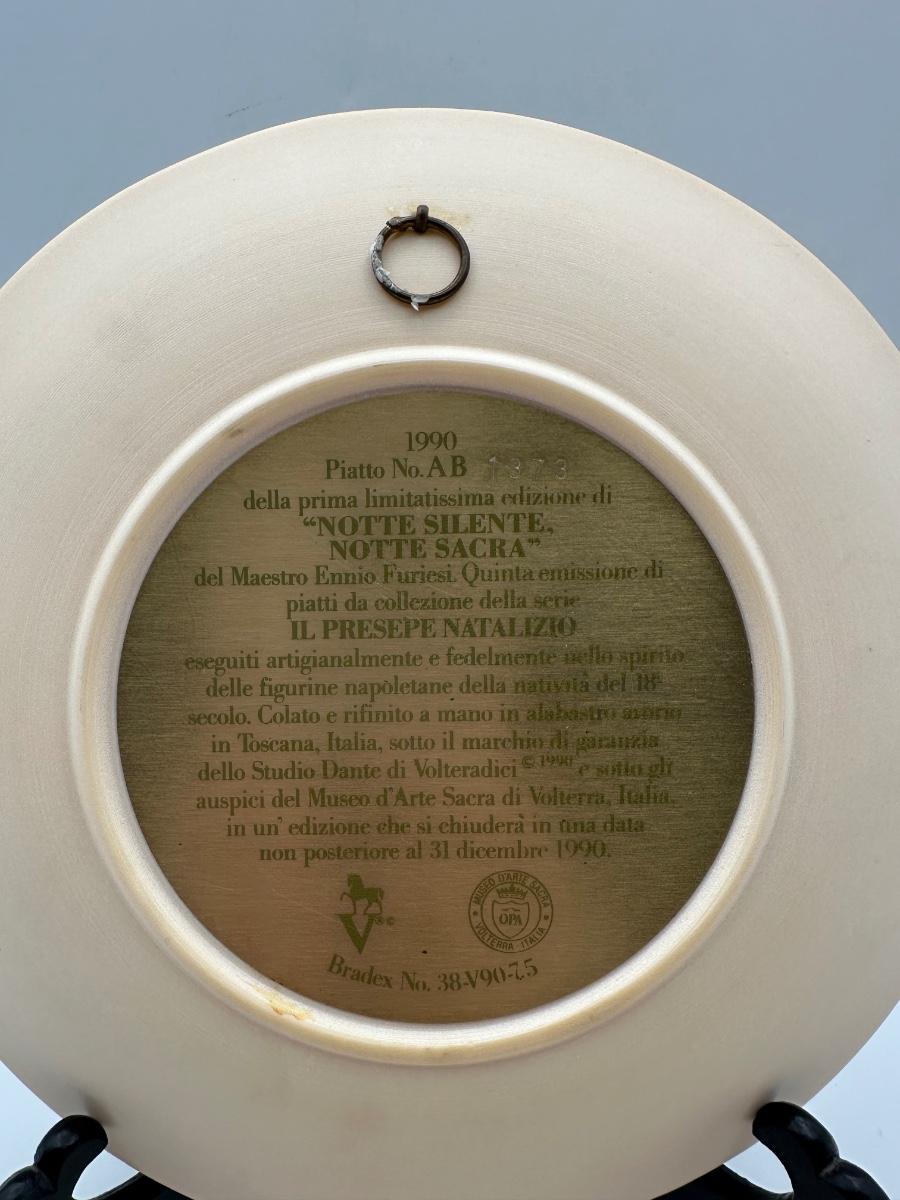 1990
Piatto No. AB 1373
della prima limitatissima edizione di
“NOTTE SILENTE,
NOTTE SACRA”
del Maestro Ennio Furiesi. Quinta emissione di
piatti da collezione della serie
IL PRESEPE NATALIZIO
eseguiti artigianalmente e fedelmente nello spirito
delle figurine napoletane della natività del 18°
secolo. Colato e rifinito a mano in alabastro avorio
in Toscana, Italia, sotto il marchio di garanzia
dello Studio Dante di Volteradici © 1990 e sotto gli
auspici del Museo d'Arte Sacra di Volterra, Italia,
in un' edizione che si chiuderà in una data
non posteriore al 31 dicembre 1990.
V ® ©
MUSEO D'ARTE SACRA
OPA
VOLTERRA ITALIA
Bradex No. 38-V90-7.5